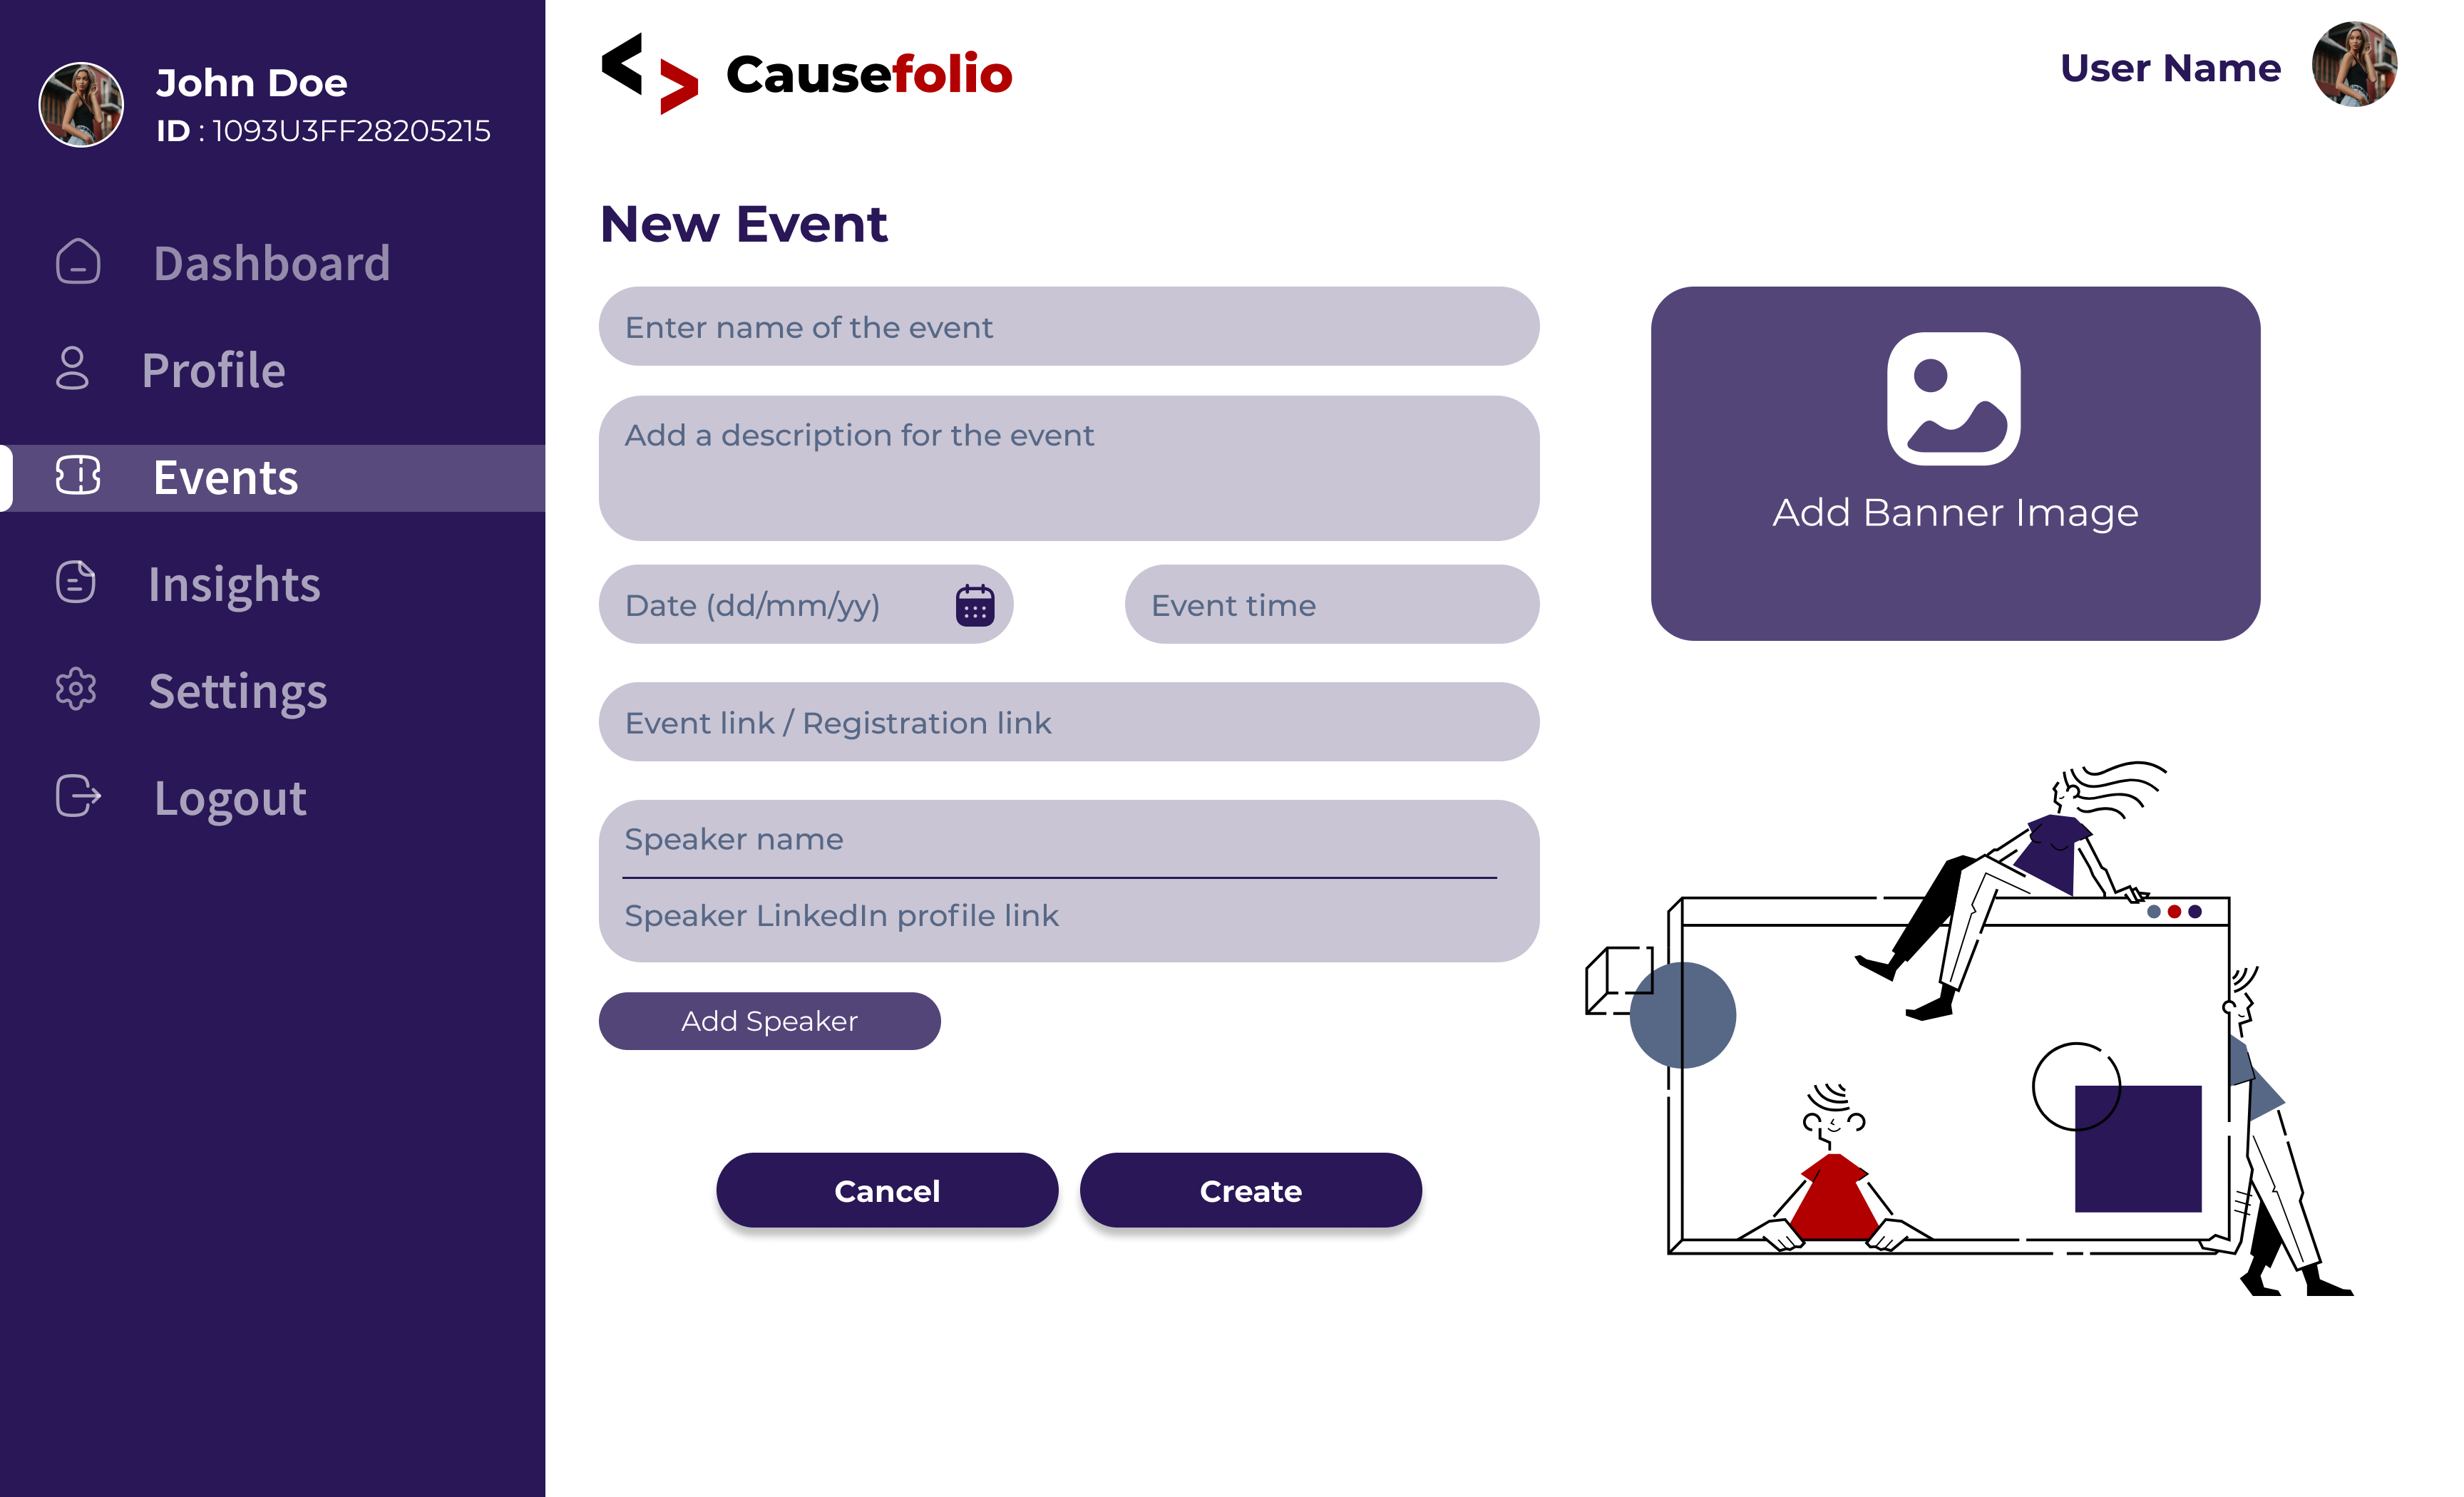 John Doe
ID : 1093U3FF28205215
Dashboard
Profile
Events
Insights
Settings
Logout
Causefolio
User Name
New Event
Enter name of the event
Add a description for the event
Date (dd/mm/yy)
Event time
Event link / Registration link
Speaker name
Speaker LinkedIn profile link
Add Speaker
Cancel
Create
Add Banner Image